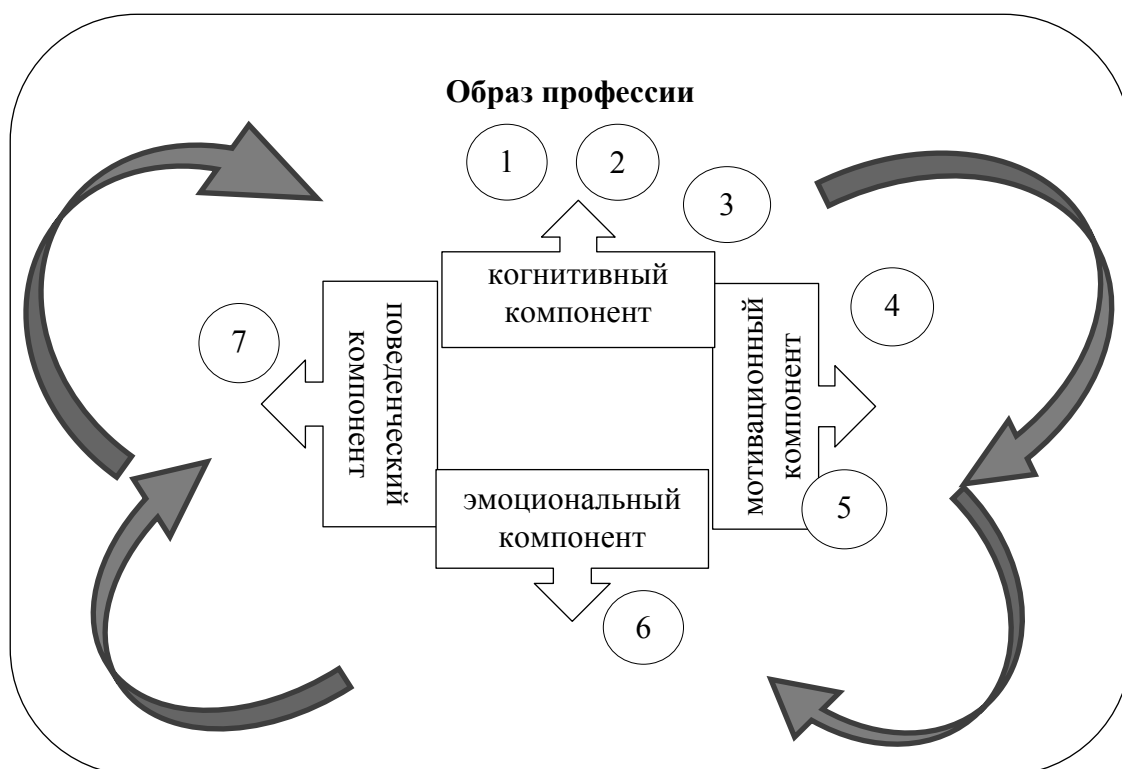 Образ профессии
1
2
3
когнитивный
компонент
4
7
поведенческий
компонент
мотивационный
компонент
эмоциональный
компонент
5
6